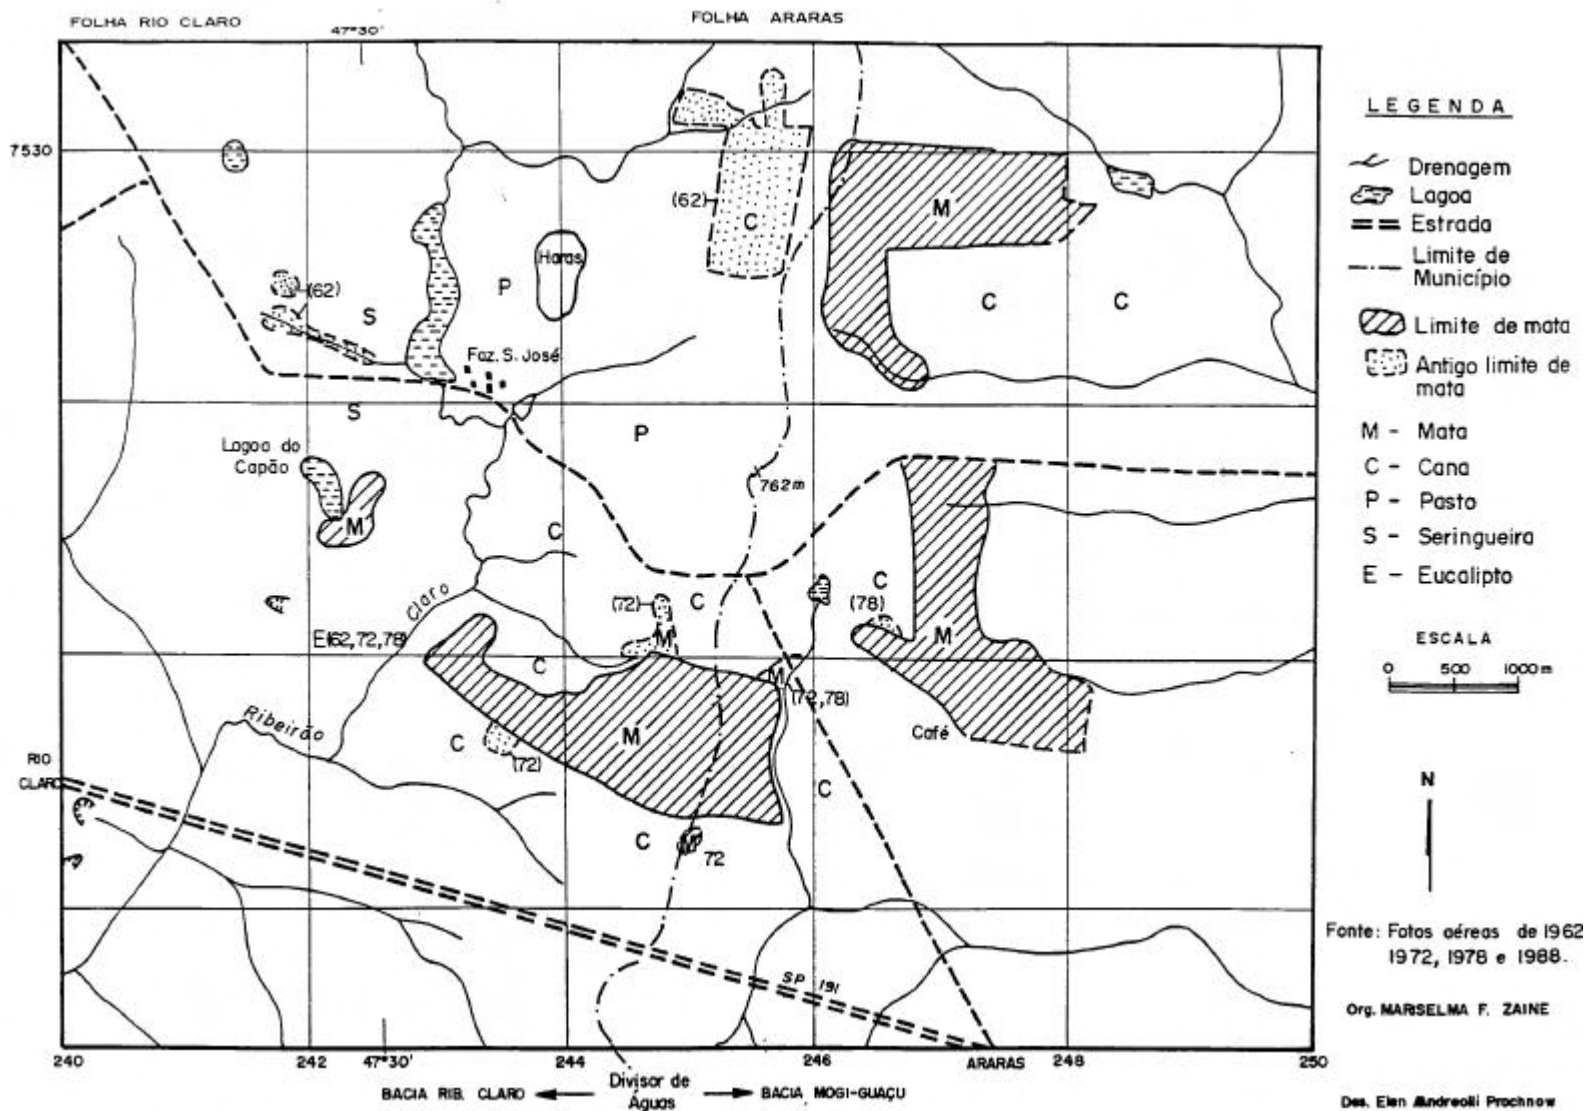 FOLHA RIO CLARO
FOLHA ARARAS
47°30'
7530
(62)
C
M
Haras
P
C
C
(62)
S
Faz. S. José
S
P
Lagoa do
Capão
762m
M
C
C
Claro
(72)
C
(78)
E(62,72,78)
M
M
C
M
(72,78)
Ribeirão
M
Café
C
(72)
RIO
CLARO
C
C
M
72
SP 191
240
242
47°30'
244
246
ARARAS
248
250
BACIA RIB. CLARO
Divisor de
Águas
BACIA MOGI-GUAÇU
LEGENDA
Drenagem
Lagoa
Estrada
Limite de
Município
Limite de mata
Antigo limite de
mata
M - Mata
C - Cana
P - Pasto
S - Seringueira
E - Eucalipto
ESCALA
0 500 1000m
N
Fonte: Fotos aéreas de 1962
1972, 1978 e 1988.
Org. MARISELMA F. ZAINE
Des. Elen Andreolli Prochnow